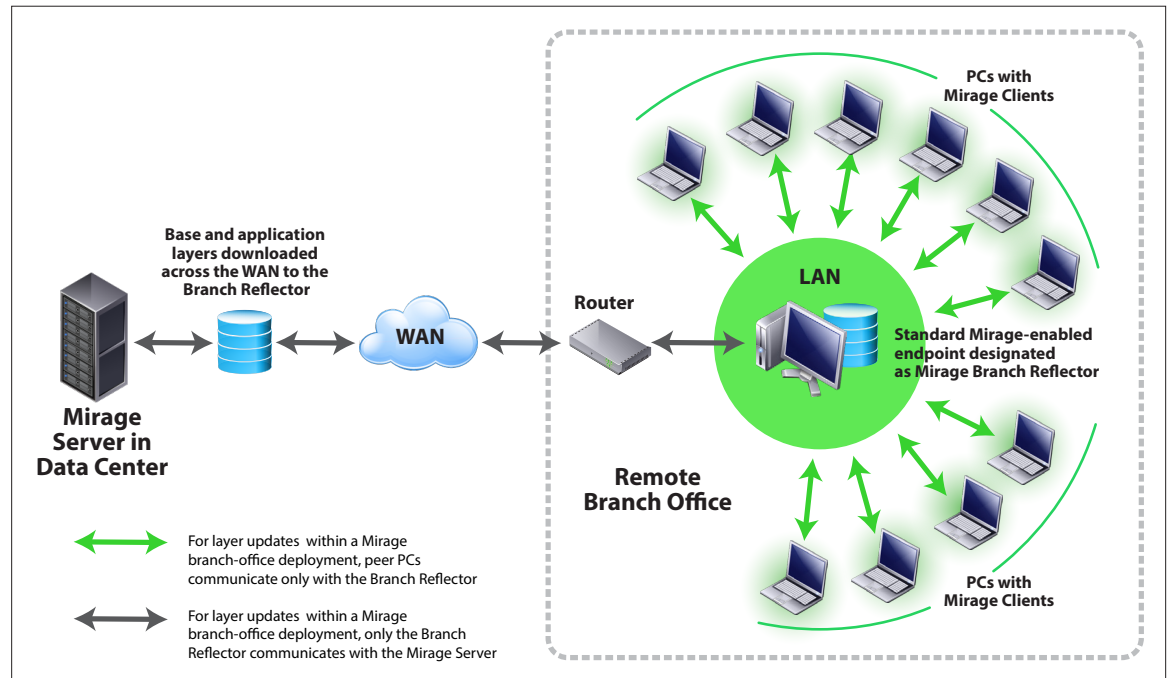 PCs with
Mirage Clients
Base and application
layers downloaded
across the WAN to the
Branch Reflector
LAN
Router
WAN
Standard Mirage-enabled
endpoint designated
as Mirage Branch Reflector
Mirage
Server in
Data Center
Remote
Branch Office
For layer updates within a Mirage
branch-office deployment, peer PCs
communicate only with the Branch Reflector
PCs with
Mirage Clients
For layer updates within a Mirage
branch-office deployment, only the Branch
Reflector communicates with the Mirage Server